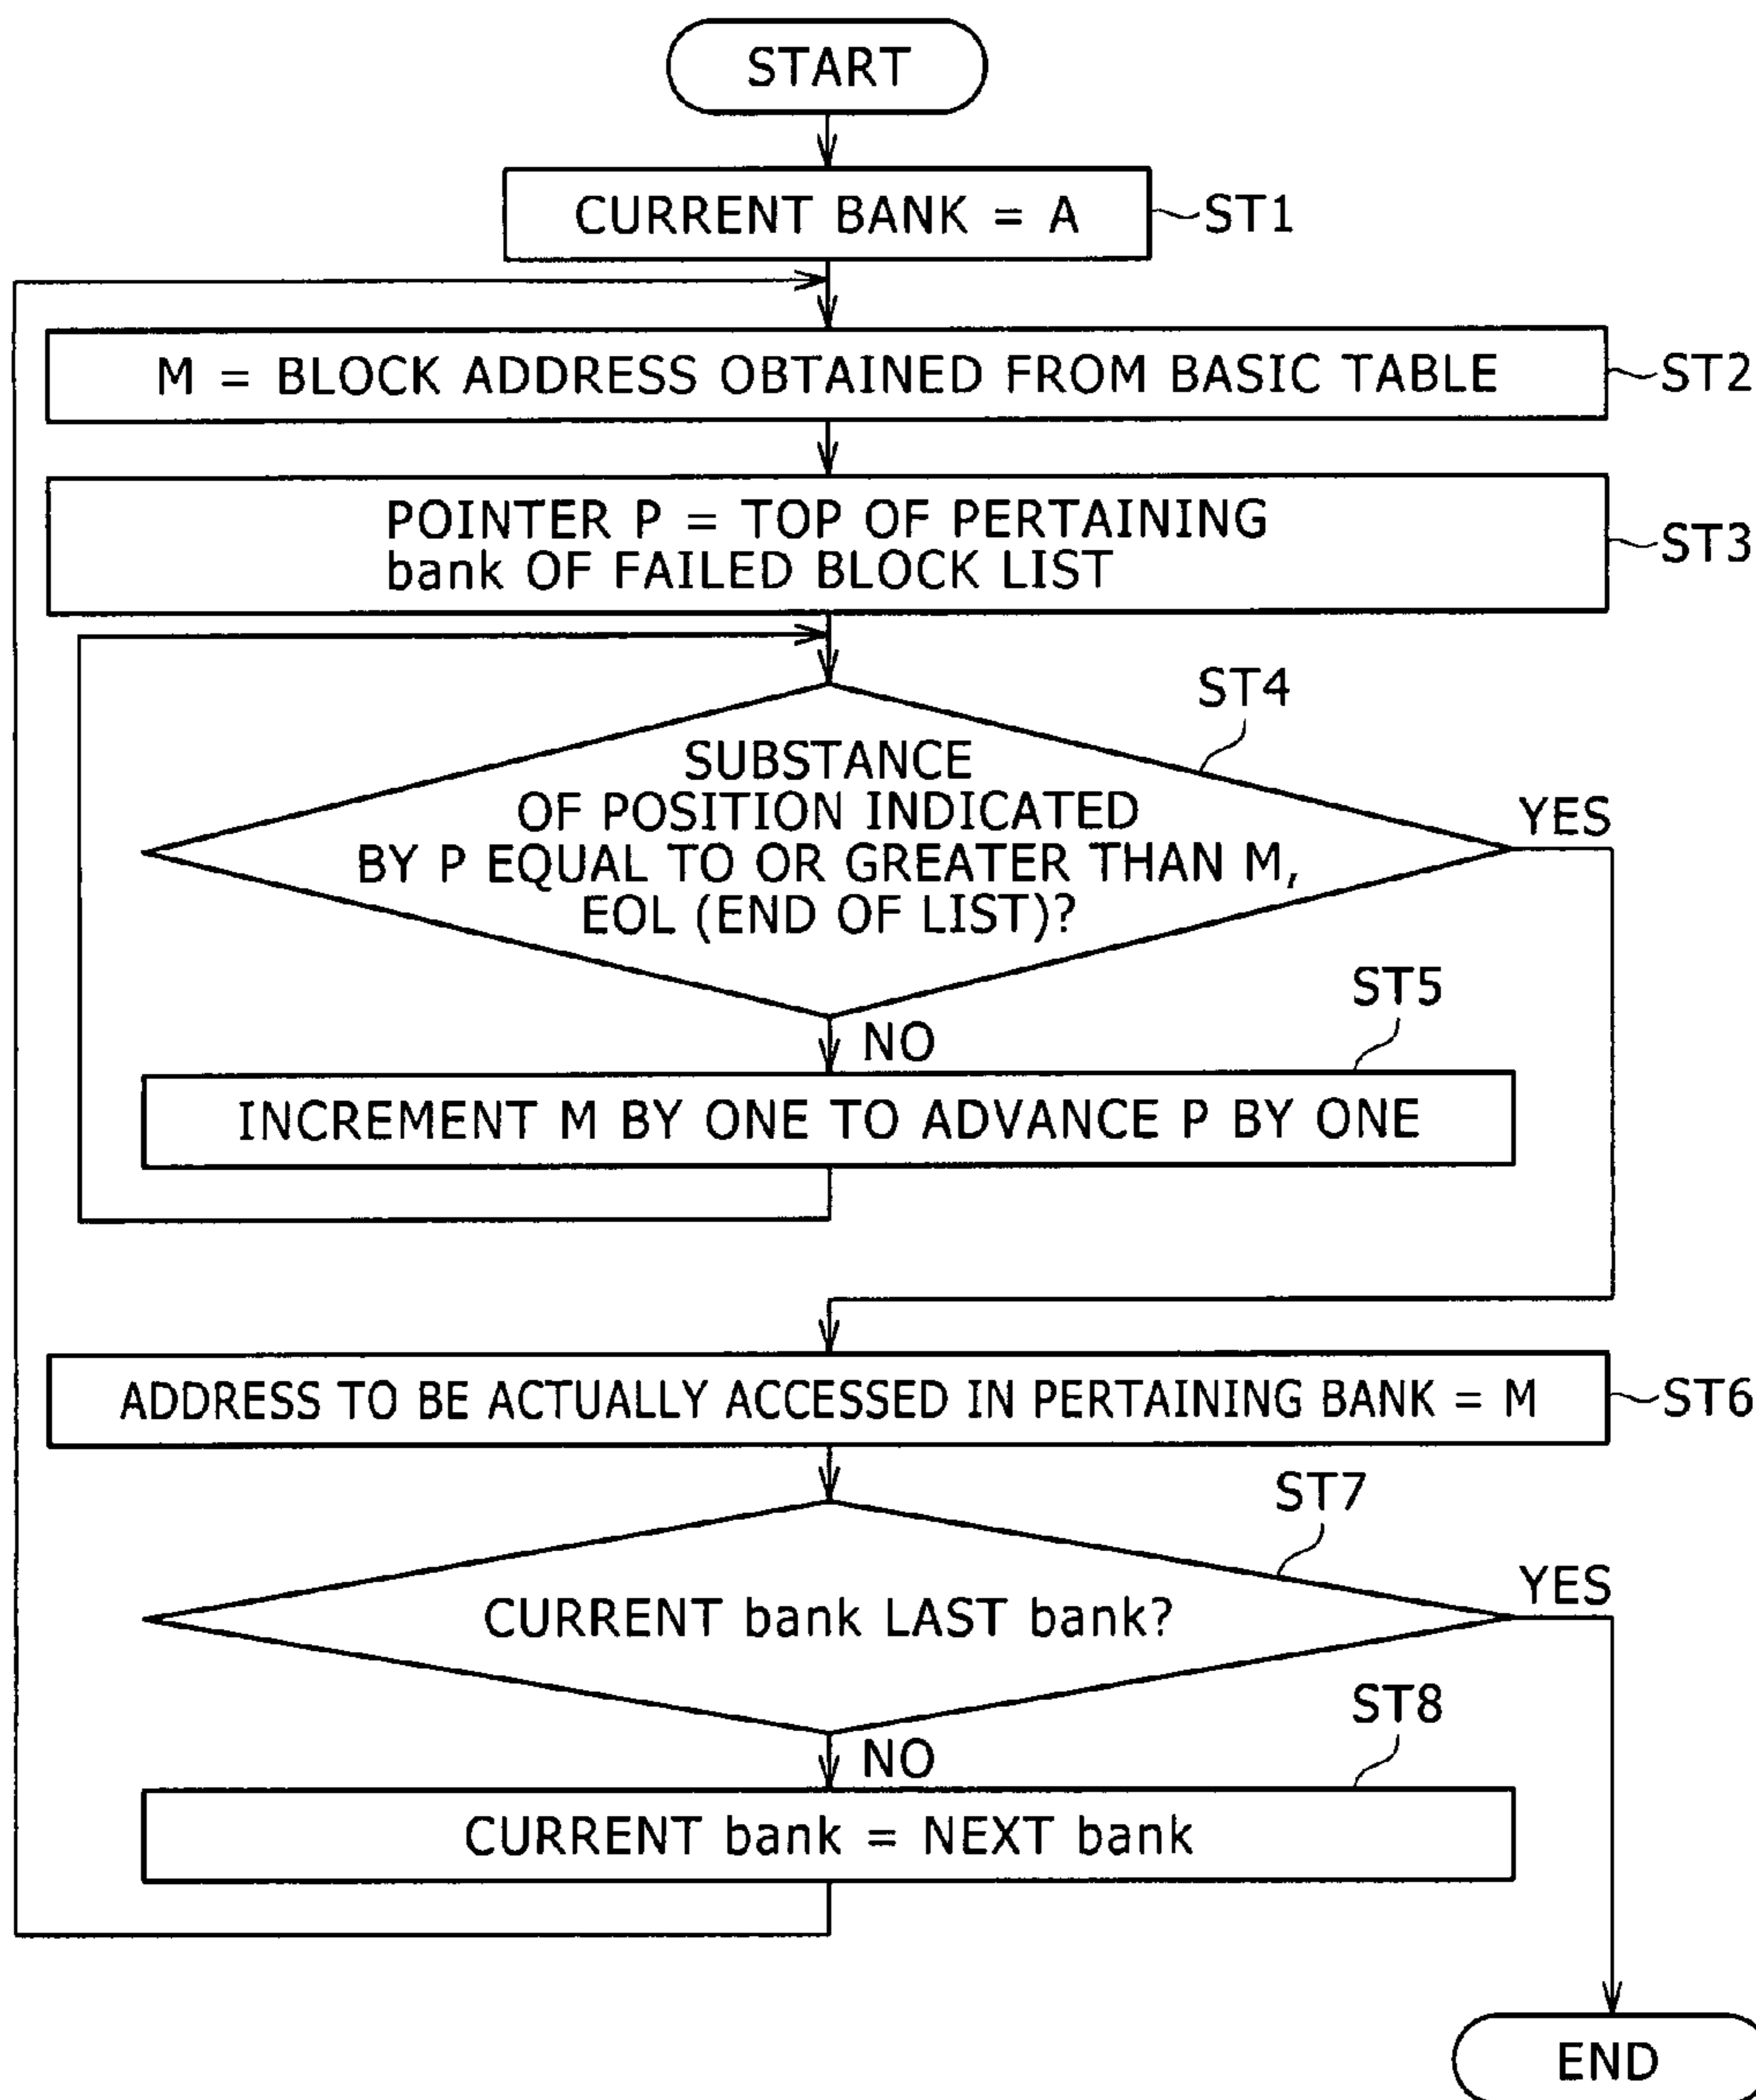 START
CURRENT BANK = A
ST1
M = BLOCK ADDRESS OBTAINED FROM BASIC TABLE
ST2
POINTER P = TOP OF PERTAINING
bank OF FAILED BLOCK LIST
ST3
ST4
SUBSTANCE
OF POSITION INDICATED
BY P EQUAL TO OR GREATER THAN M,
EOL (END OF LIST)?
YES
NO
ST5
INCREMENT M BY ONE TO ADVANCE P BY ONE
ADDRESS TO BE ACTUALLY ACCESSED IN PERTAINING BANK = M
ST6
ST7
CURRENT bank LAST bank?
YES
NO
ST8
CURRENT bank = NEXT bank
END